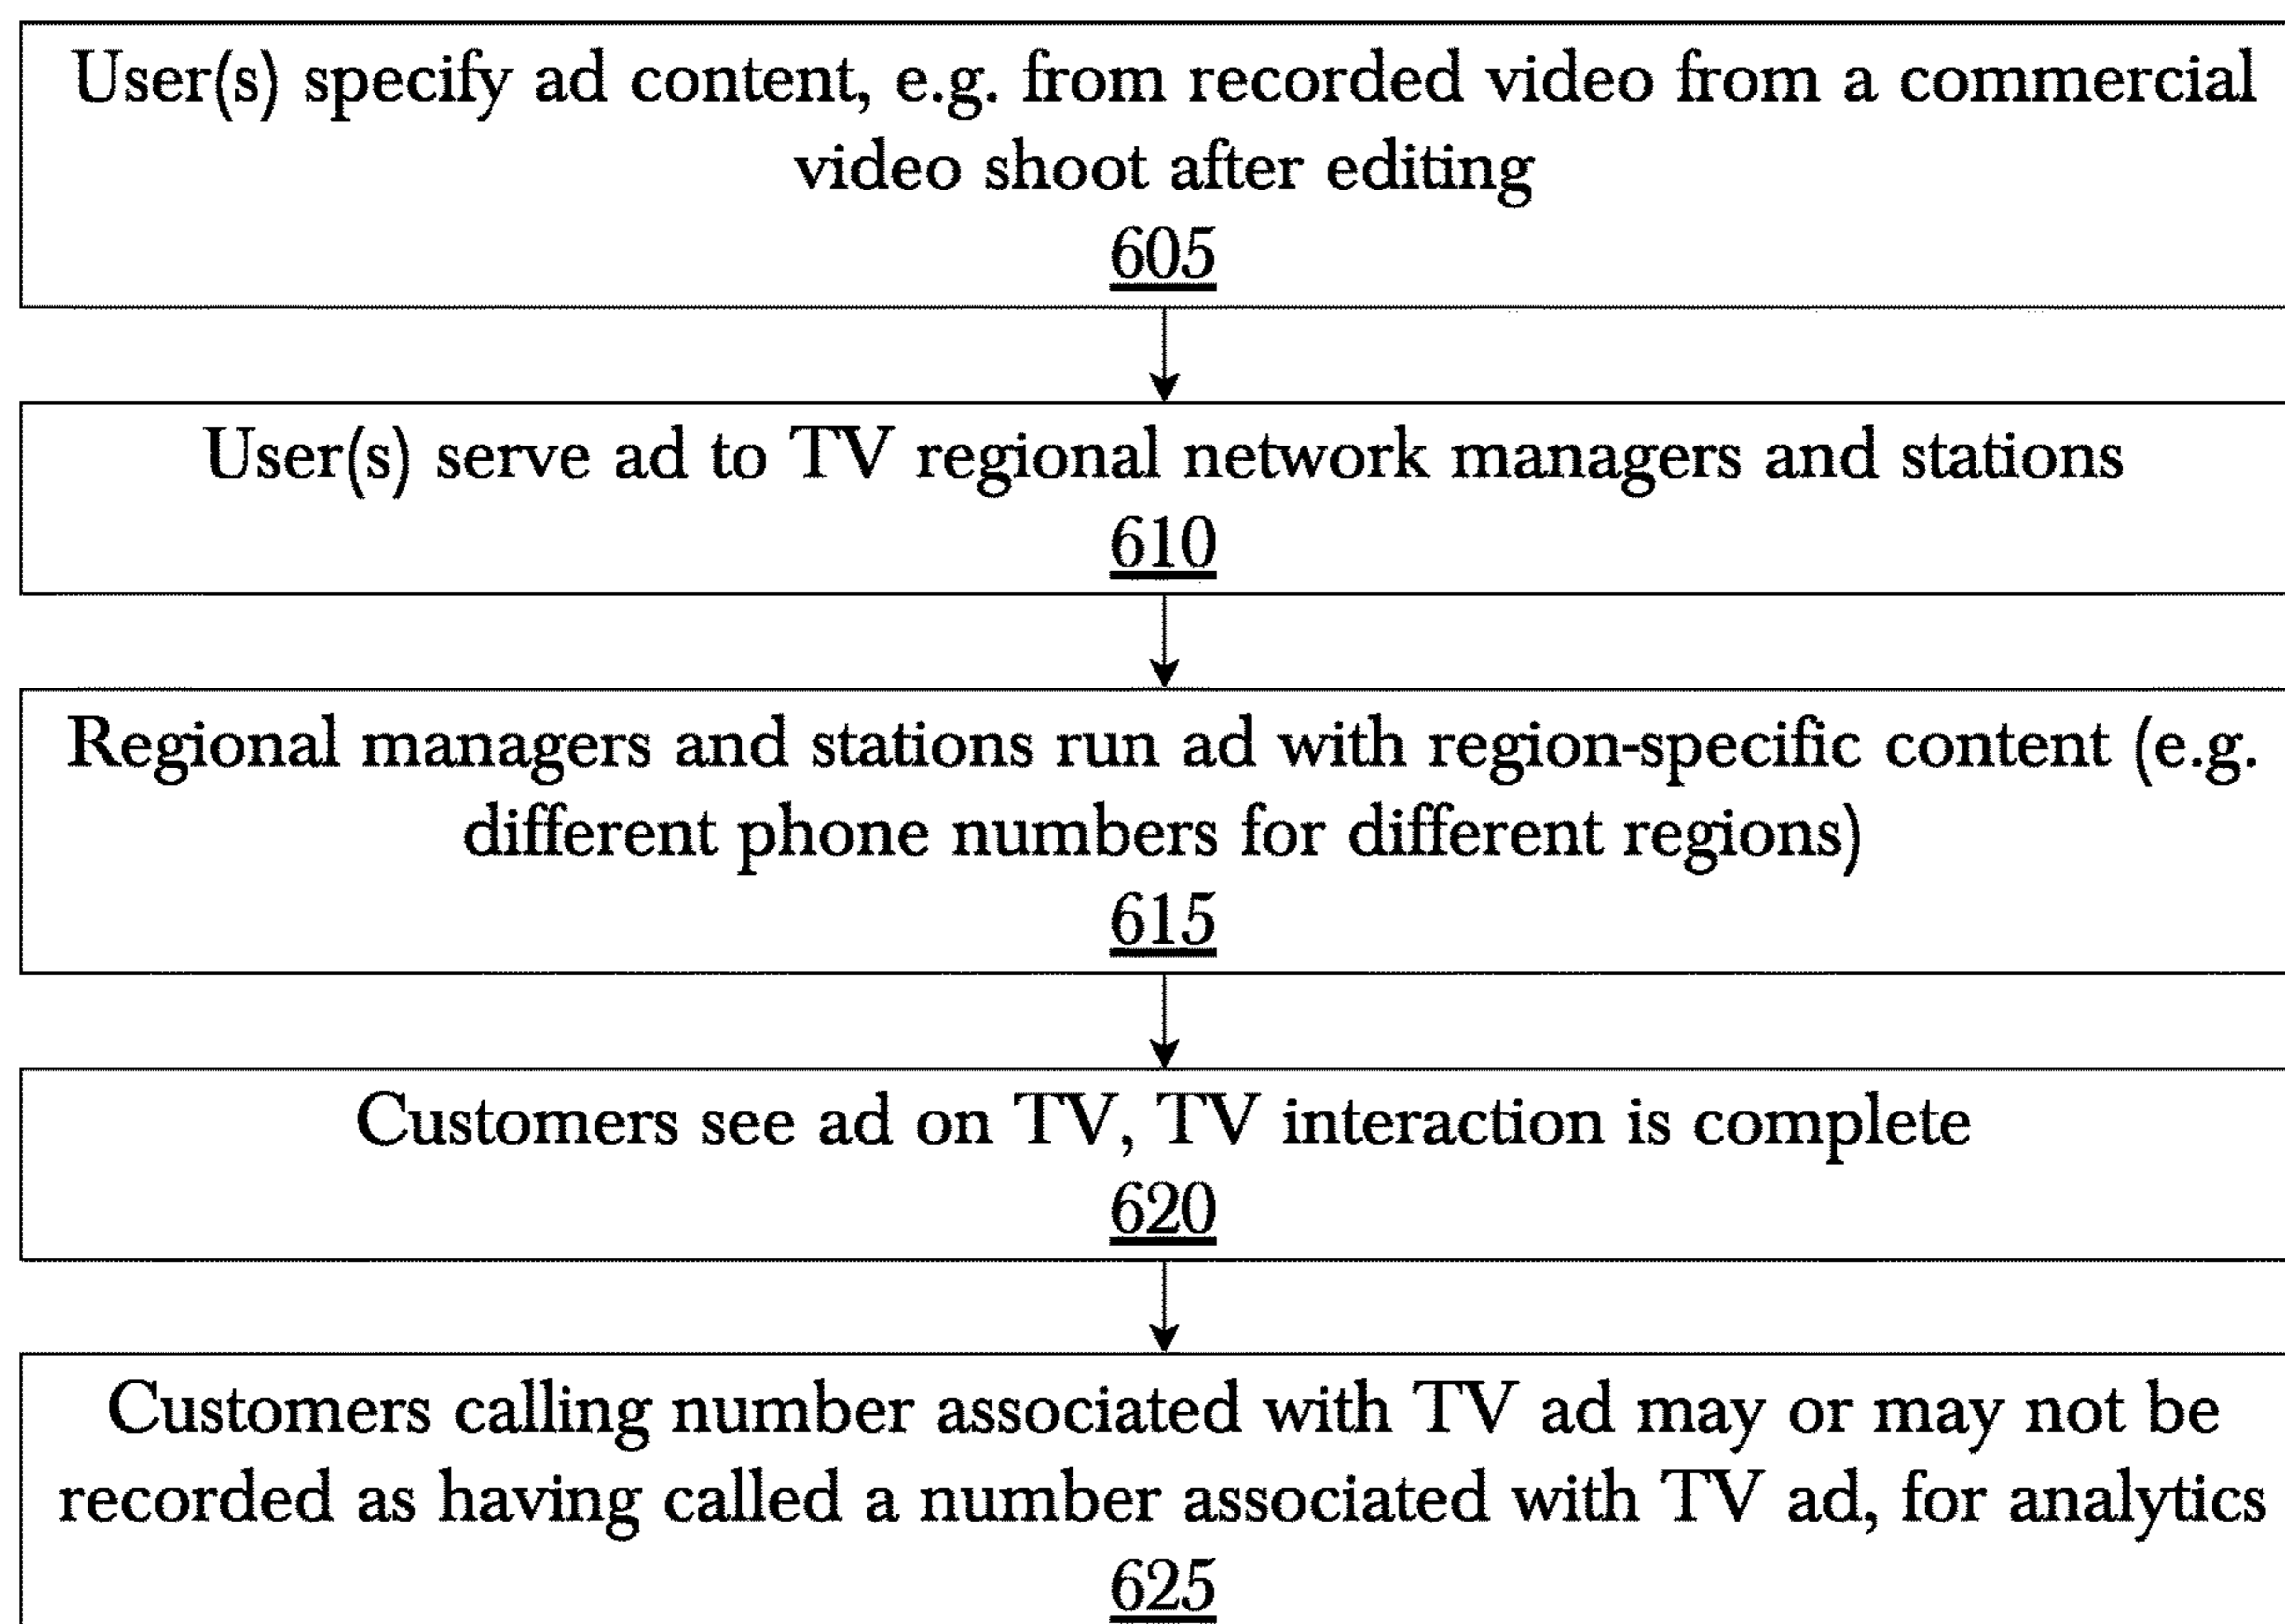 User(s) specify ad content, e.g. from recorded video from a commercial
video shoot after editing
605
User(s) serve ad to TV regional network managers and stations
610
Regional managers and stations run ad with region-specific content (e.g.
different phone numbers for different regions)
615
Customers see ad on TV, TV interaction is complete
620
Customers calling number associated with TV ad may or may not be
recorded as having called a number associated with TV ad, for analytics
625